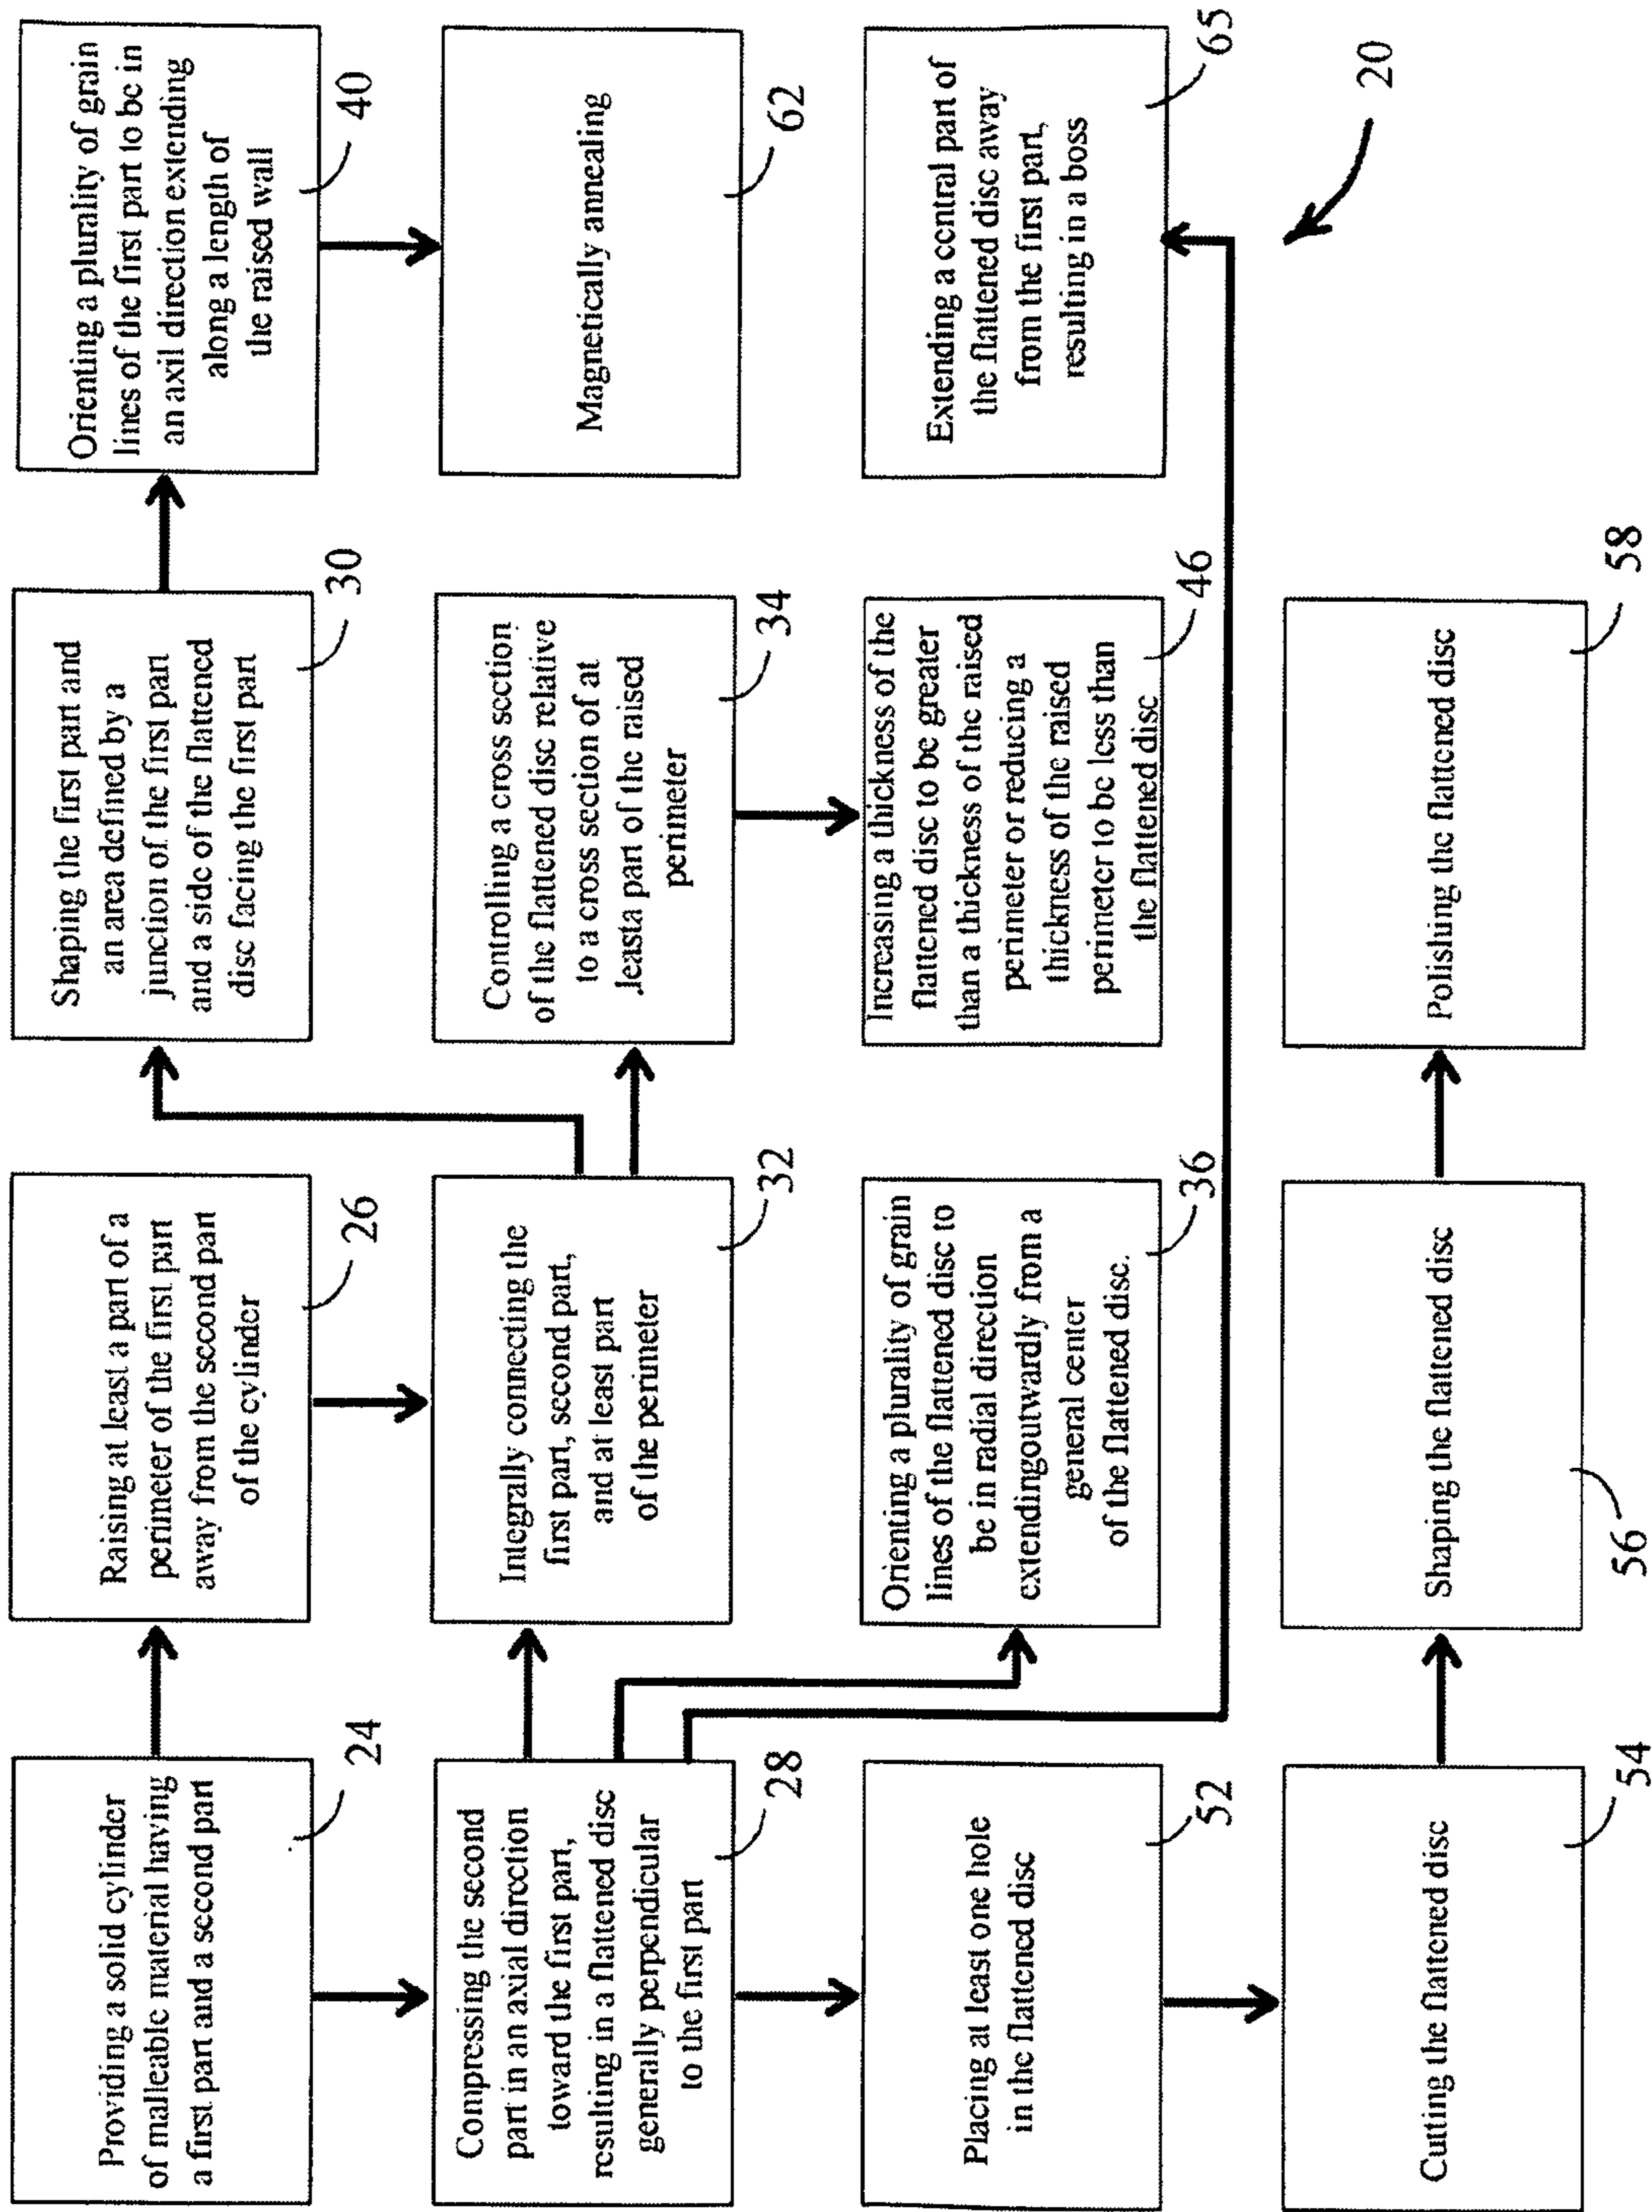 Providing a solid cylinder
of malleable material having
a first part and a second part
24
Raising at least a part of a
perimeter of the first part
away from the second part
of the cylinder
26
Shaping the first part and
an area defined by a
junction of the first part
and a side of the flattened
disc facing the first part
30
Orienting a plurality of grain
lines of the first part to be in
an axil direction extending
along a length of
the raised wall
40
Compressing the second
part in an axial direction
toward the first part,
resulting in a flattened disc
generally perpendicular
to the first part
28
Integrally connecting the
first part, second part,
and at least part
of the perimeter
32
Controlling a cross section
of the flattened disc relative
to a cross section of at
leasta part of the raised
perimeter
34
Magnetically annealing
62
Placing at least one hole
in the flattened disc
52
Orienting a plurality of grain
lines of the flattened disc to
be in radial direction
extendingoutwardly from a
general center
of the flattened disc.
36
Increasing a thickness of the
flattened disc to be greater
than a thickness of the raised
perimeter or reducing a
thickness of the raised
perimeter to be less than
the flattened disc
46
Extending a central part of
the flattened disc away
from the first part,
resulting in a boss
65
Cutting the flattened disc
54
Shaping the flattened disc
56
Polishing the flattened disc
58
20